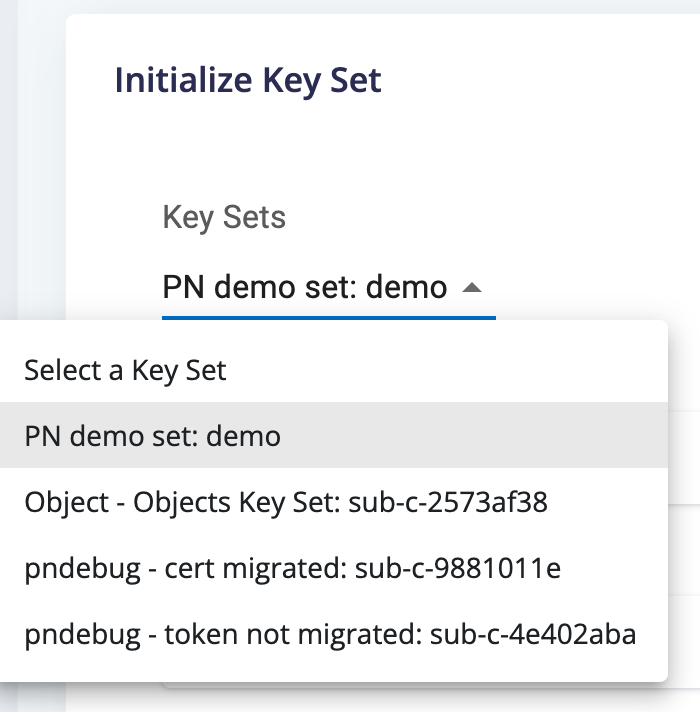 Initialize Key Set
Key Sets
PN demo set: demo
Select a Key Set
PN demo set: demo
Object - Objects Key Set: sub-c-2573af38
pndebug - cert migrated: sub-c-9881011e
pndebug - token not migrated: sub-c-4e402aba